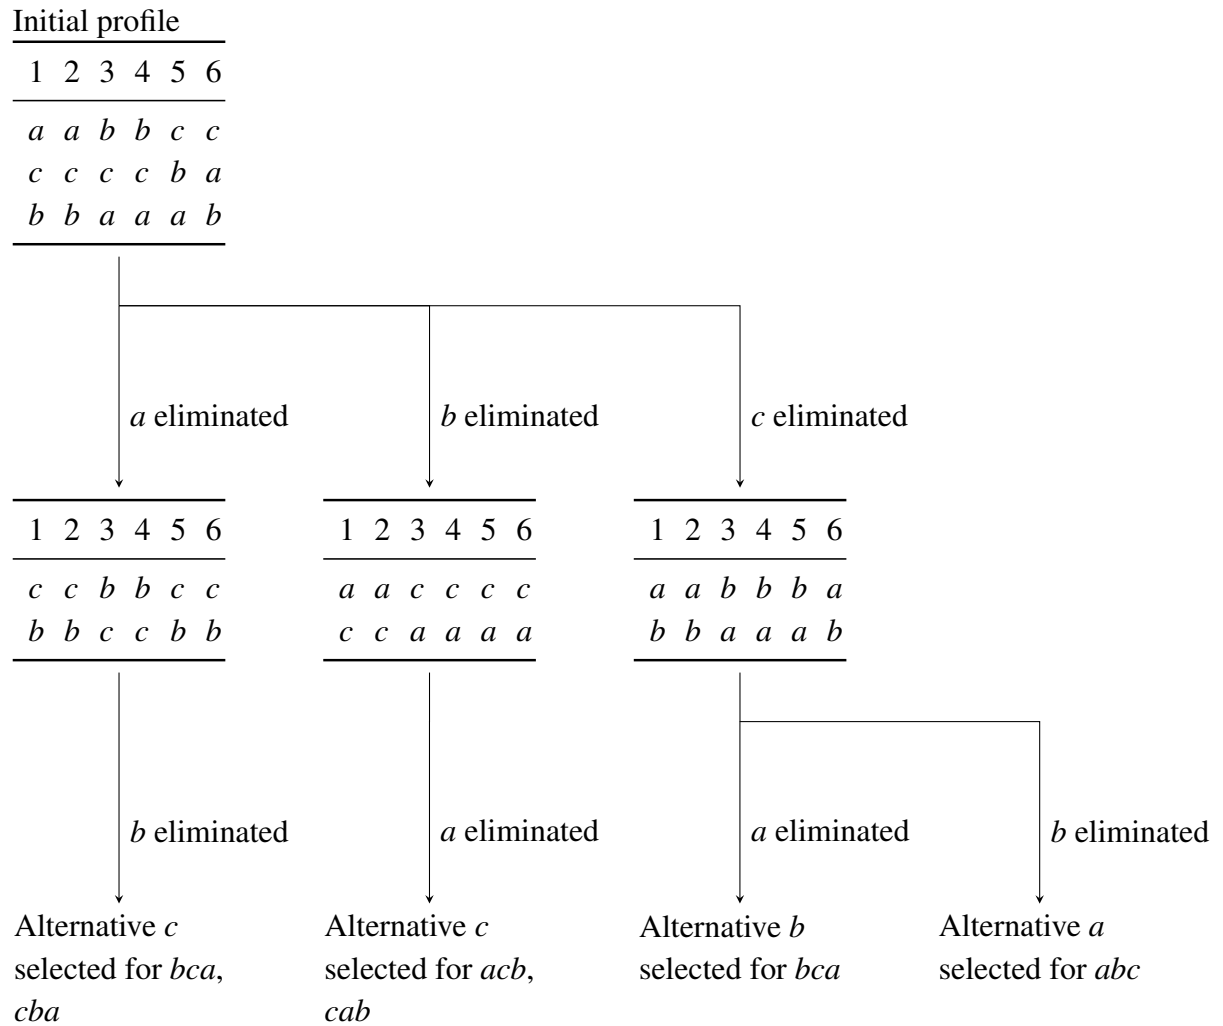 Initial profile
1 2 3 4 5 6
a a b b c c
c c c c b a
b b a a a b
a eliminated b eliminated c eliminated
1 2 3 4 5 6 1 2 3 4 5 6 1 2 3 4 5 6
c c b b c c a a c c c c a a b b b a
b b c c b b c c a a a a b b a a a b
b eliminated a eliminated a eliminated b eliminated
Alternative c
selected for bca,
cba
Alternative c
selected for acb,
cab
Alternative b
selected for bca
Alternative a
selected for abc